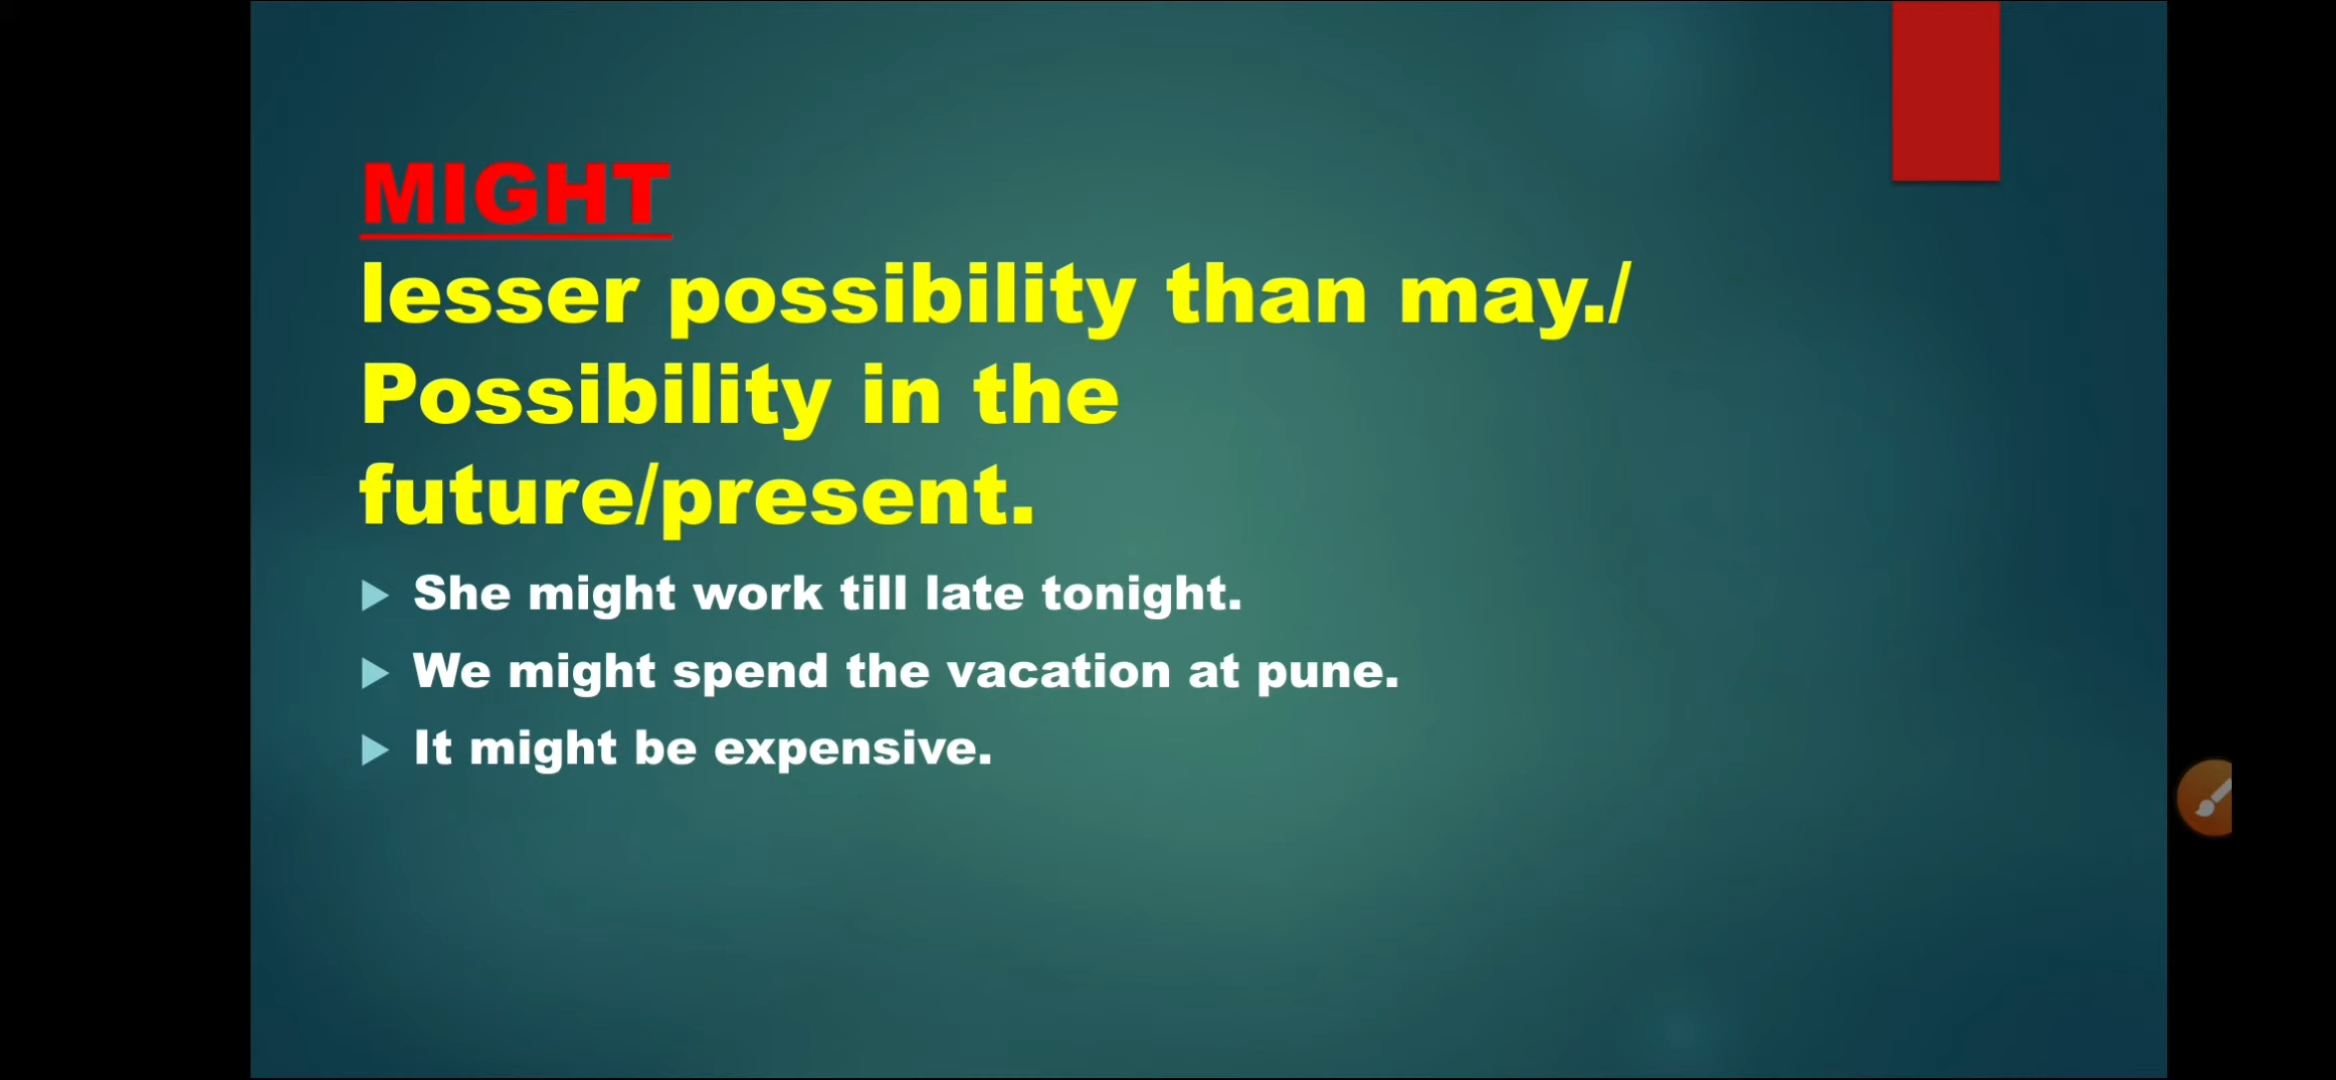 MIGHT
lesser possibility than may./
Possibility in the
future/present.
She might work till late tonight.
We might spend the vacation at pune.
It might be expensive.